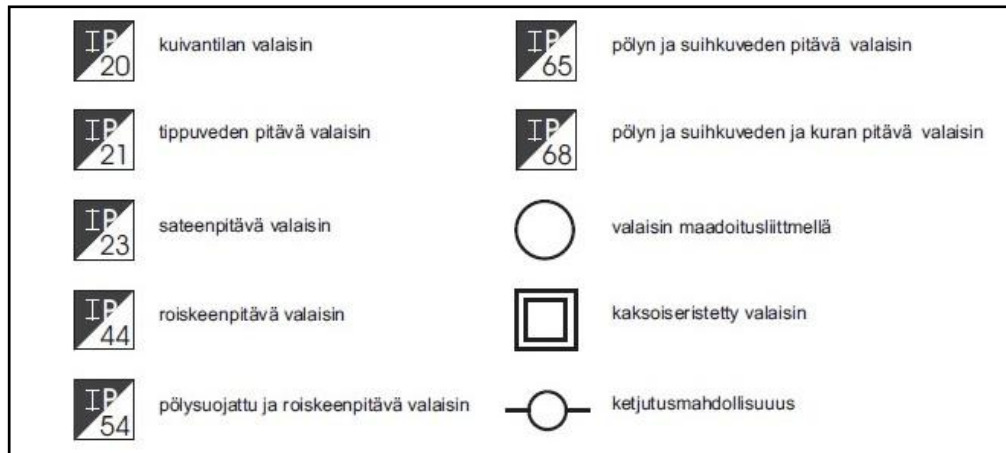 IP 20 kuivantilan valaisin
IP 21 tippuveden pitävä valaisin
IP 23 sateenpitävä valaisin
IP 44 roiskeenpitävä valaisin
IP 54 pölysuojattu ja roiskeenpitävä valaisin
IP 65 pölyn ja suihkuveden pitävä valaisin
IP 68 pölyn ja suihkuveden ja kuran pitävä valaisin
valaisin maadoitusliittmellä
kaksoiseristetty valaisin
ketjutusmahdollisuuus